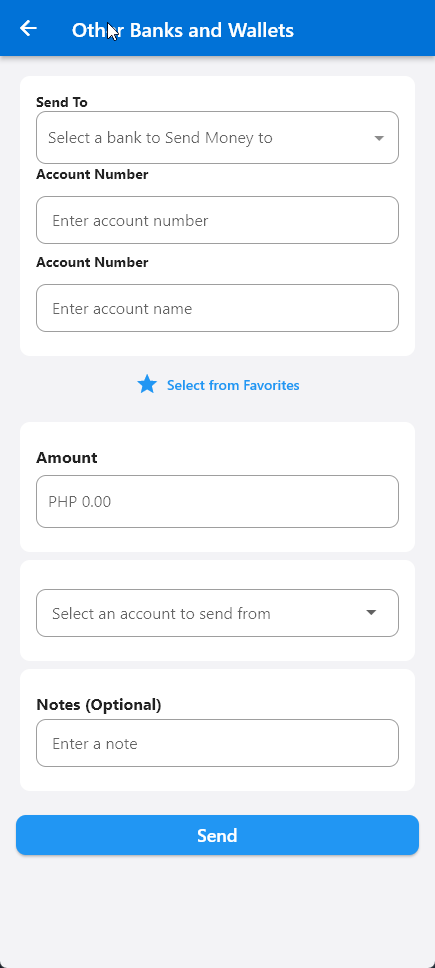 Other Banks and Wallets
Send To
Select a bank to Send Money to
Account Number
Enter account number
Account Number
Enter account name
Select from Favorites
Amount
PHP 0.00
Select an account to send from
Notes (Optional)
Enter a note
Send